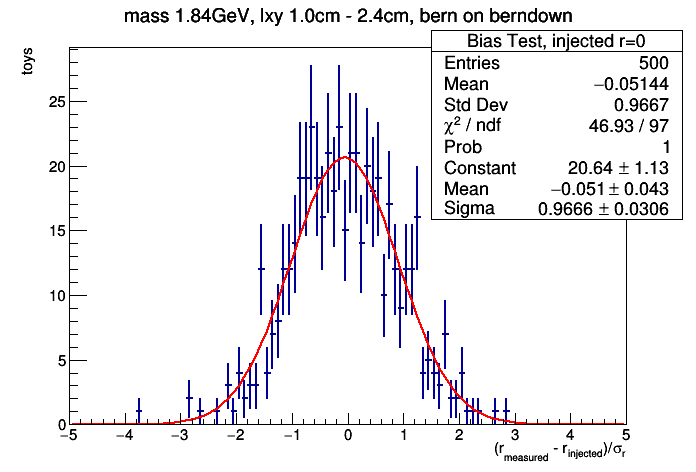 mass 1.84GeV, lxy 1.0cm - 2.4cm, bern on berndown
Bias Test, injected r=0
Entries 500
Mean −0.05144
Std Dev 0.9667
χ² / ndf 46.93 / 97
Prob 1
Constant 20.64 ± 1.13
Mean −0.051 ± 0.043
Sigma 0.9666 ± 0.0306
toys
25
20
15
10
5
0
−5 −4 −3 −2 −1 0 1 2 3 4 5
(r_measured - r_injected)/σ_r